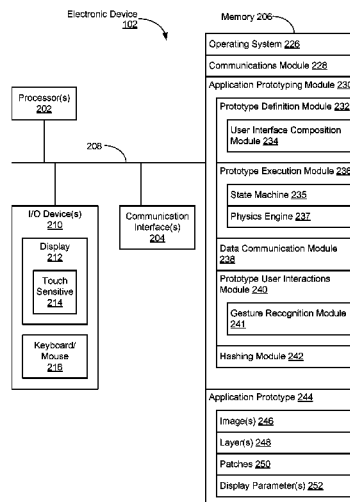 Electronic Device
102
Memory 206
Operating System 226
Communications Module 228
Application Prototyping Module 230
Prototype Definition Module 232
User Interface Composition
Module 234
Prototype Execution Module 236
State Machine 235
Physics Engine 237
Data Communication Module
238
Prototype User Interactions
Module 240
Gesture Recognition Module
241
Hashing Module 242
Application Prototype 244
Image(s) 246
Layer(s) 248
Patches 250
Display Parameter(s) 252
Processor(s)
202
208
I/O Device(s)
210
Display
212
Touch
Sensitive
214
Keyboard/
Mouse
216
Communication
Interface(s)
204